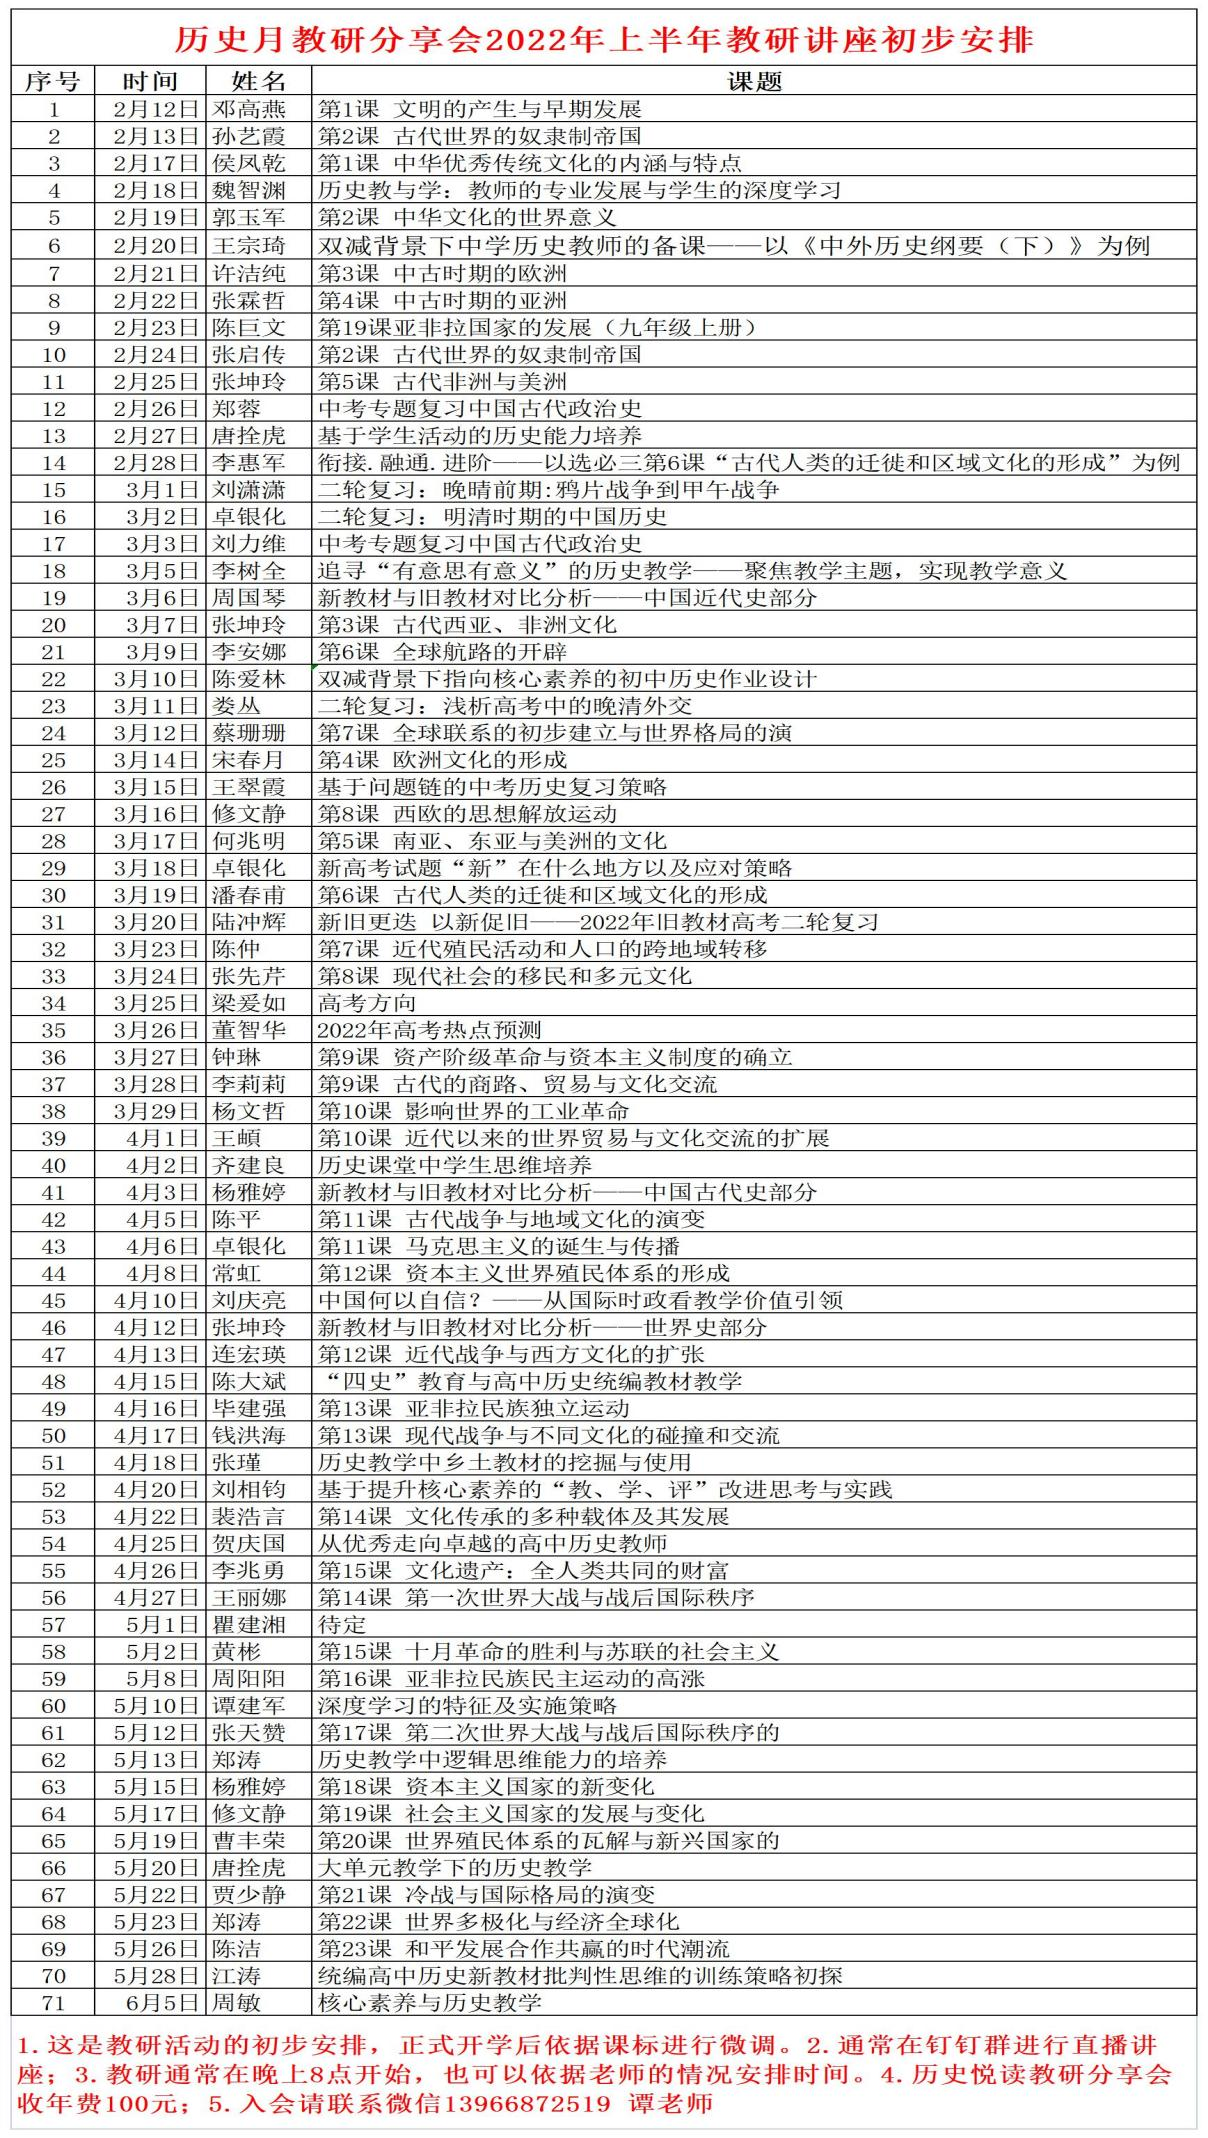 历史月教研分享会2022年上半年教研讲座初步安排
序号 时间 姓名 课题
1 2月12日 邓高燕 第1课 文明的产生与早期发展
2 2月13日 孙艺霞 第2课 古代世界的奴隶制帝国
3 2月17日 侯凤乾 第1课 中华优秀传统文化的内涵与特点
4 2月18日 魏智渊 历史教与学：教师的专业发展与学生的深度学习
5 2月19日 郭玉军 第2课 中华文化的世界意义
6 2月20日 王宗琦 双减背景下中学历史教师的备课——以《中外历史纲要（下）》为例
7 2月21日 许洁纯 第3课 中古时期的欧洲
8 2月22日 张霖哲 第4课 中古时期的亚洲
9 2月23日 陈巨文 第19课亚非拉国家的发展（九年级上册）
10 2月24日 张启传 第2课 古代世界的奴隶制帝国
11 2月25日 张坤玲 第5课 古代非洲与美洲
12 2月26日 郑蓉 中考专题复习中国古代政治史
13 2月27日 唐拴虎 基于学生活动的历史能力培养
14 2月28日 李惠军 衔接.融通.进阶——以选必三第6课“古代人类的迁徙和区域文化的形成”为例
15 3月1日 刘潇潇 二轮复习：晚晴前期:鸦片战争到甲午战争
16 3月2日 卓银化 二轮复习：明清时期的中国历史
17 3月3日 刘力维 中考专题复习中国古代政治史
18 3月5日 李树全 追寻“有意思有意义”的历史教学——聚焦教学主题，实现教学意义
19 3月6日 周国琴 新教材与旧教材对比分析——中国近代史部分
20 3月7日 张坤玲 第3课 古代西亚、非洲文化
21 3月9日 李安娜 第6课 全球航路的开辟
22 3月10日 陈爱林 双减背景下指向核心素养的初中历史作业设计
23 3月11日 娄丛 二轮复习：浅析高考中的晚清外交
24 3月12日 蔡珊珊 第7课 全球联系的初步建立与世界格局的演
25 3月14日 宋春月 第4课 欧洲文化的形成
26 3月15日 王翠霞 基于问题链的中考历史复习策略
27 3月16日 修文静 第8课 西欧的思想解放运动
28 3月17日 何兆明 第5课 南亚、东亚与美洲的文化
29 3月18日 卓银化 新高考试题“新”在什么地方以及应对策略
30 3月19日 潘春甫 第6课 古代人类的迁徙和区域文化的形成
31 3月20日 陆冲辉 新旧更迭 以新促旧——2022年旧教材高考二轮复习
32 3月23日 陈仲 第7课 近代殖民活动和人口的跨地域转移
33 3月24日 张先芹 第8课 现代社会的移民和多元文化
34 3月25日 梁爱如 高考方向
35 3月26日 董智华 2022年高考热点预测
36 3月27日 钟琳 第9课 资产阶级革命与资本主义制度的确立
37 3月28日 李莉莉 第9课 古代的商路、贸易与文化交流
38 3月29日 杨文哲 第10课 影响世界的工业革命
39 4月1日 王 第10课 近代以来的世界贸易与文化交流的扩展
40 4月2日 齐建良 历史课堂中学生思维培养
41 4月3日 杨雅婷 新教材与旧教材对比分析——中国古代史部分
42 4月5日 陈平 第11课 古代战争与地域文化的演变
43 4月6日 卓银化 第11课 马克思主义的诞生与传播
44 4月8日 常虹 第12课 资本主义世界殖民体系的形成
45 4月10日 刘庆亮 中国何以自信？——从国际时政看教学价值引领
46 4月12日 张坤玲 新教材与旧教材对比分析——世界史部分
47 4月13日 连宏瑛 第12课 近代战争与西方文化的扩张
48 4月15日 陈大斌 “四史”教育与高中历史统编教材教学
49 4月16日 毕建强 第13课 亚非拉民族独立运动
50 4月17日 钱洪海 第13课 现代战争与不同文化的碰撞和交流
51 4月18日 张瑾 历史教学中乡土教材的挖掘与使用
52 4月20日 刘相钧 基于提升核心素养的“教、学、评”改进思考与实践
53 4月22日 裴浩言 第14课 文化传承的多种载体及其发展
54 4月25日 贺庆国 从优秀走向卓越的高中历史教师
55 4月26日 李兆勇 第15课 文化遗产：全人类共同的财富
56 4月27日 王丽娜 第14课 第一次世界大战与战后国际秩序
57 5月1日 瞿建湘 待定
58 5月2日 黄彬 第15课 十月革命的胜利与苏联的社会主义
59 5月8日 周阳阳 第16课 亚非拉民族民主运动的高涨
60 5月10日 谭建军 深度学习的特征及实施策略
61 5月12日 张天赞 第17课 第二次世界大战与战后国际秩序的
62 5月13日 郑涛 历史教学中逻辑思维能力的培养
63 5月15日 杨雅婷 第18课 资本主义国家的新变化
64 5月17日 修文静 第19课 社会主义国家的发展与变化
65 5月19日 曹丰荣 第20课 世界殖民体系的瓦解与新兴国家的
66 5月20日 唐拴虎 大单元教学下的历史教学
67 5月22日 贾少静 第21课 冷战与国际格局的演变
68 5月23日 郑涛 第22课 世界多极化与经济全球化
69 5月26日 陈洁 第23课 和平发展合作共赢的时代潮流
70 5月28日 江涛 统编高中历史新教材批判性思维的训练策略初探
71 6月5日 周敏 核心素养与历史教学
1.这是教研活动的初步安排，正式开学后依据课标进行微调。2.通常在钉钉群进行直播讲
座；3.教研通常在晚上8点开始，也可以依据老师的情况安排时间。4.历史悦读教研分享会
收年费100元；5.入会请联系微信13966872519 谭老师